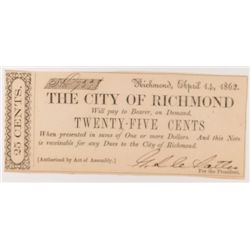 Richmond, April 14, 1862.
THE CITY OF RICHMOND
Will pay to Bearer, on Demand,
TWENTY-FIVE CENTS
When presented in sums of One or more Dollars. And this Note
is receivable for any Dues to the City of Richmond.
[Authorized by Act of Assembly.]
For the President.
25 CENTS.